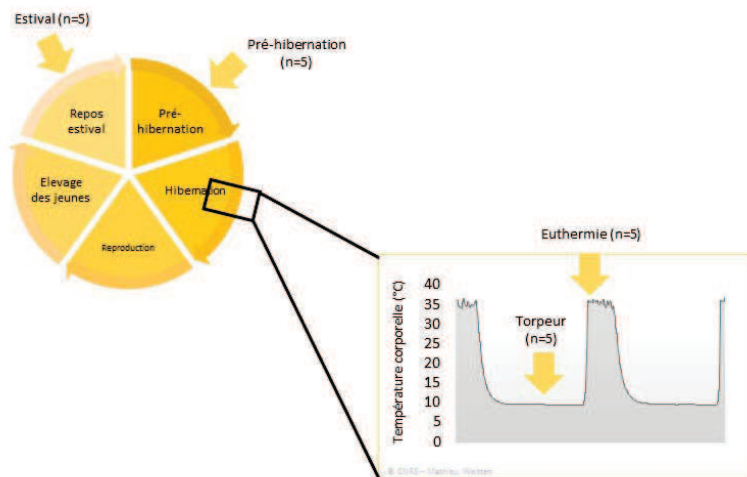 Estival (n=5)
Pré-hibernation
(n=5)
Repos
estival
Pré-
hibernation
Elevage
des jeunes
Hibernation
Reproduction
Euthermie (n=5)
Température corporelle (°C)
40
35
30
25
20
15
10
5
0
Torpeur
(n=5)